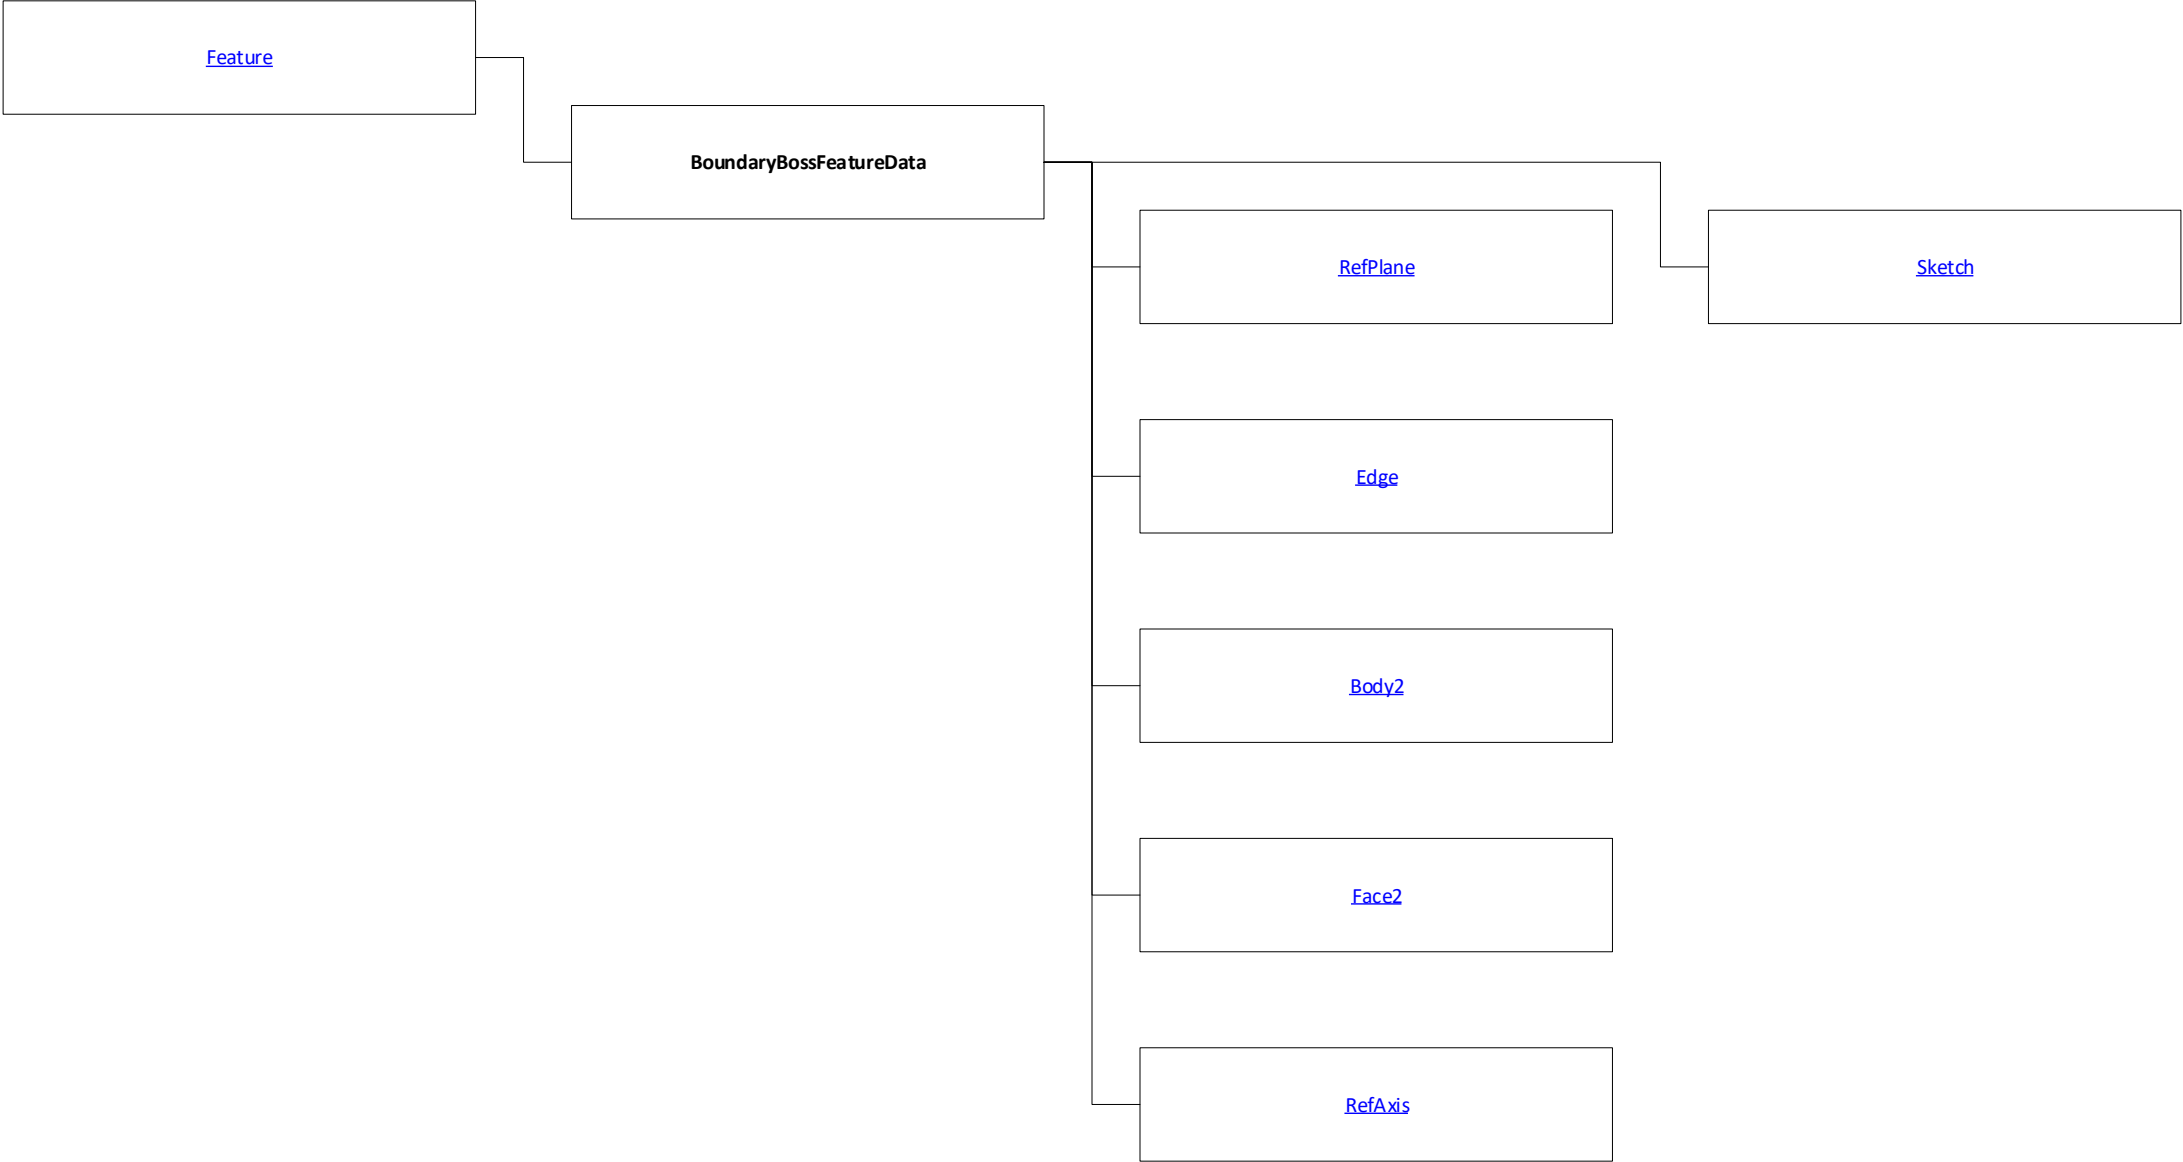 Feature
BoundaryBossFeatureData
RefPlane
Sketch
Edge
Body2
Face2
RefAxis